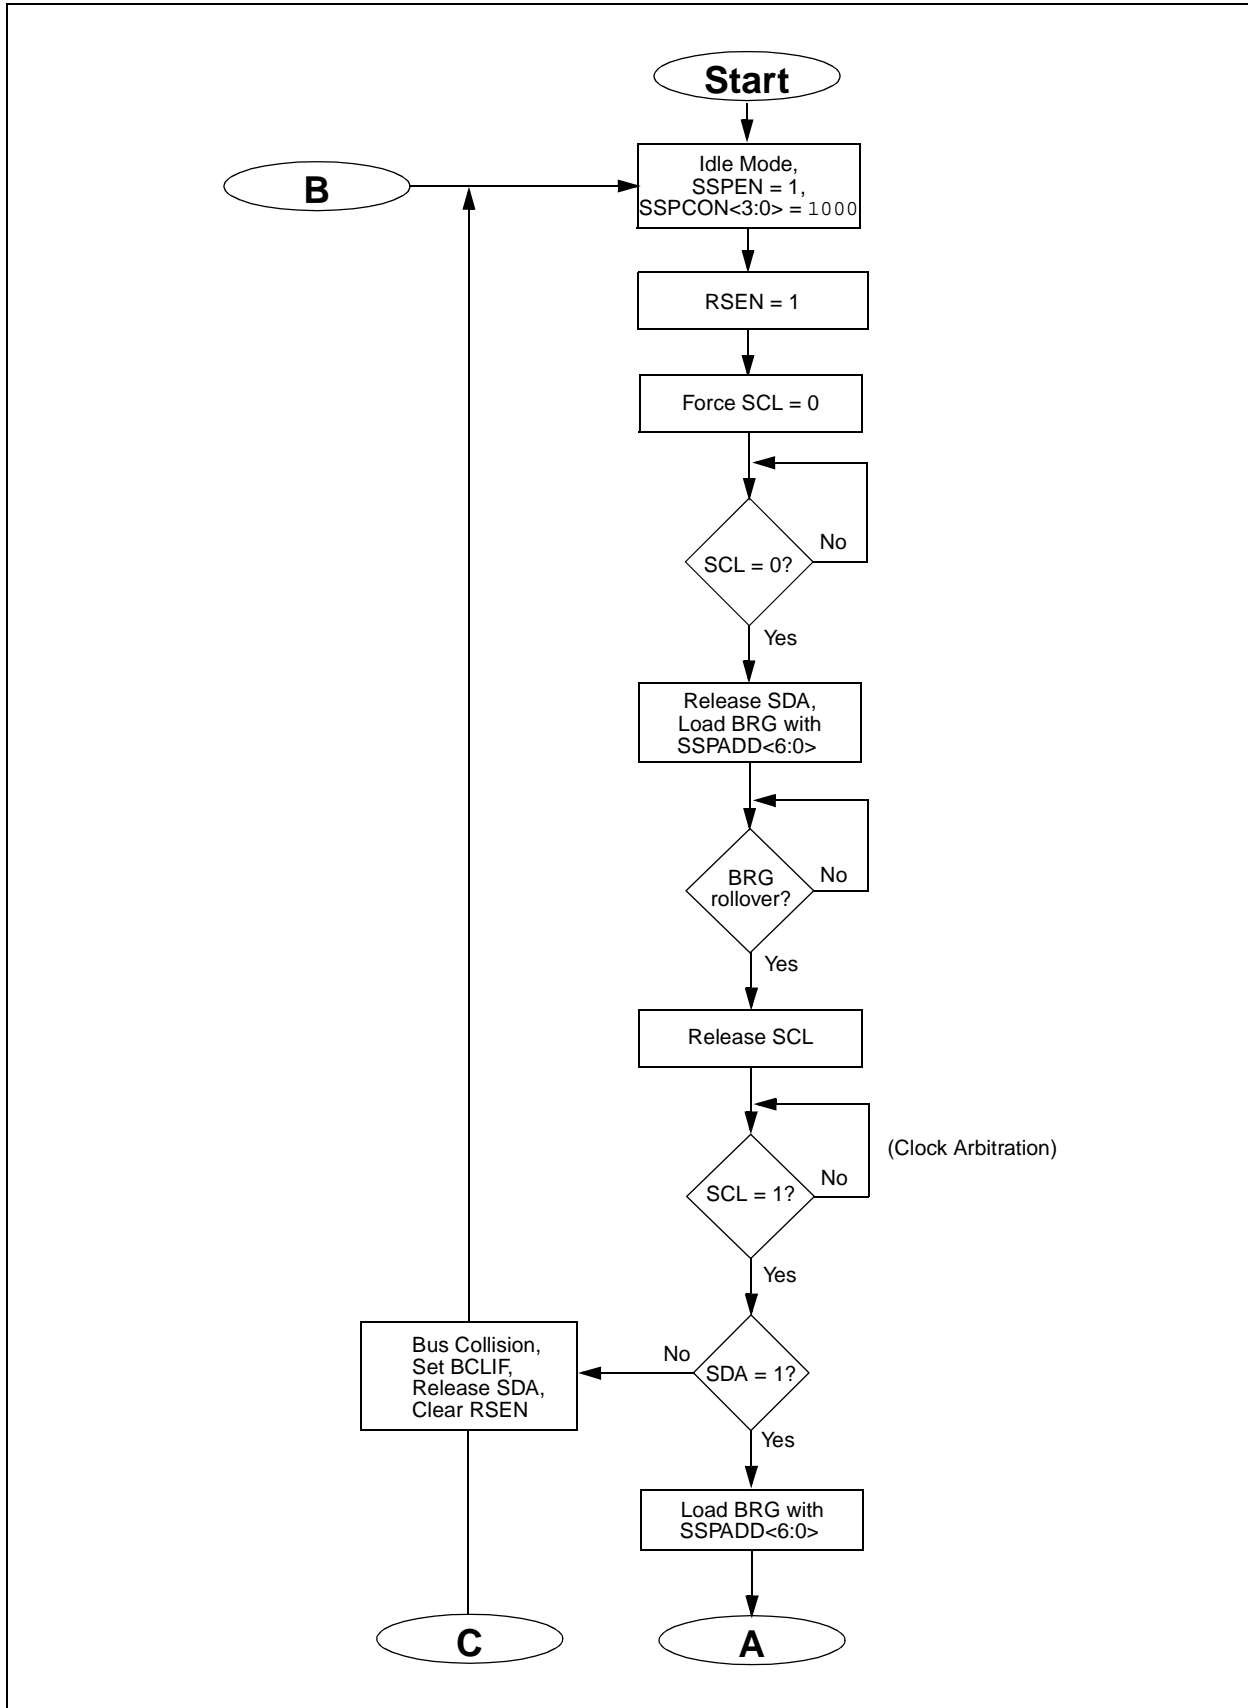 Start
B
Idle Mode,
SSPEN = 1,
SSPCON<3:0> = 1000
RSEN = 1
Force SCL = 0
No
SCL = 0?
Yes
Release SDA,
Load BRG with
SSPADD<6:0>
BRG
rollover?
No
Yes
Release SCL
(Clock Arbitration)
No
SCL = 1?
Yes
Bus Collision,
Set BCLIF,
Release SDA,
Clear RSEN
No
SDA = 1?
Yes
Load BRG with
SSPADD<6:0>
C
A